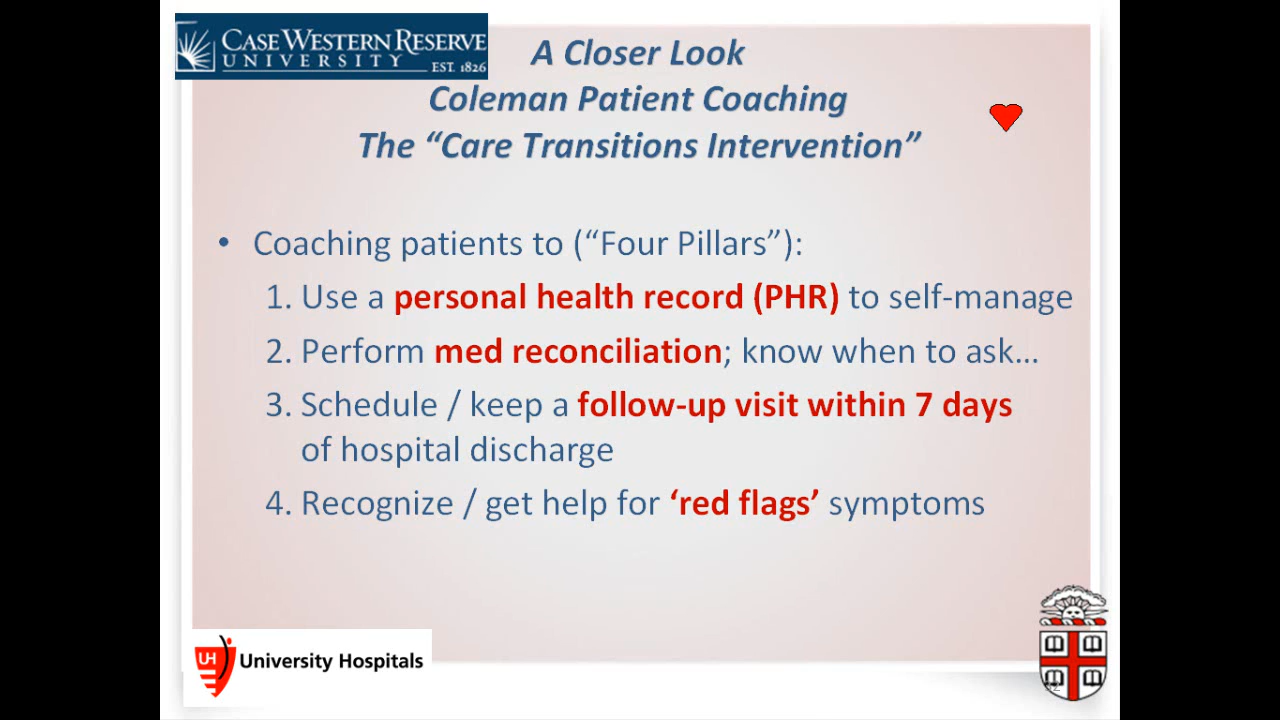 CASE WESTERN RESERVE
UNIVERSITY
EST. 1826
A Closer Look
Coleman Patient Coaching
The “Care Transitions Intervention”
• Coaching patients to (“Four Pillars”):
1. Use a personal health record (PHR) to self-manage
2. Perform med reconciliation; know when to ask…
3. Schedule / keep a follow-up visit within 7 days
of hospital discharge
4. Recognize / get help for ‘red flags’ symptoms
UH University Hospitals